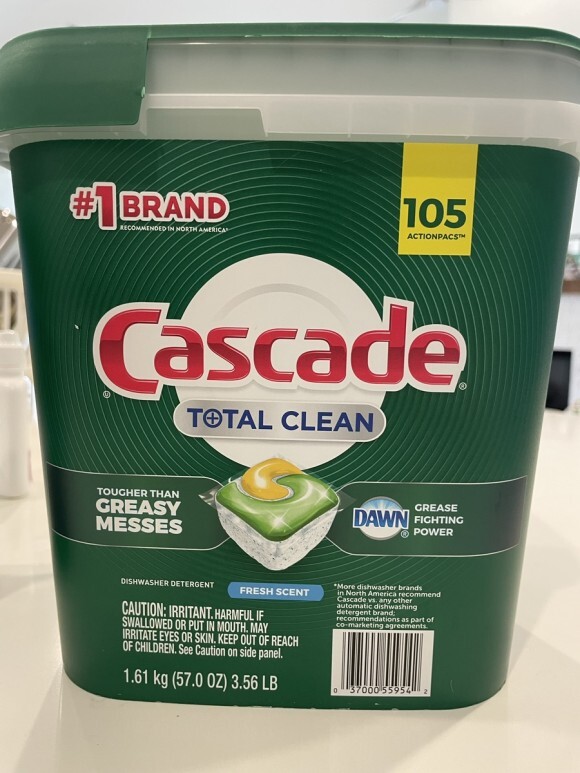 #1 BRAND
RECOMMENDED IN NORTH AMERICA*
105
ACTIONPACS™
Cascade®
TOTAL CLEAN
TOUGHER THAN
GREASY
MESSES
DAWN®
GREASE
FIGHTING
POWER
DISHWASHER DETERGENT
FRESH SCENT
CAUTION: IRRITANT. HARMFUL IF
SWALLOWED OR PUT IN MOUTH. MAY
IRRITATE EYES OR SKIN. KEEP OUT OF REACH
OF CHILDREN. See Caution on side panel.
1.61 kg (57.0 OZ) 3.56 LB
*More dishwasher brands
in North America recommend
Cascade vs. any other
automatic dishwashing
detergent brand;
recommendations as part of
co-marketing agreements.
0 37000 55954 2